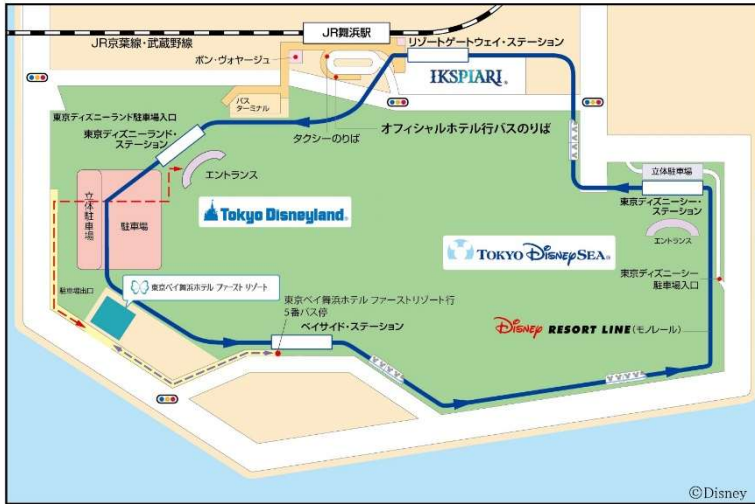 JR舞浜駅
JR京葉線・武蔵野線
リゾートゲートウェイ・ステーション
ボン・ヴォヤージュ
IKSPIARI®
バス
ターミナル
東京ディズニーランド駐車場入口
東京ディズニーランド・
ステーション
タクシーのりば
オフィシャルホテル行バスのりば
エントランス
立体駐車場
東京ディズニーシー・
ステーション
立体駐車場
駐車場
Tokyo Disneyland®
TOKYO DISNEYSEA®
エントランス
東京ディズニーシー
駐車場入口
駐車場出口
東京ベイ舞浜ホテル ファーストリゾート
東京ベイ舞浜ホテル ファーストリゾート行
5番バス停
ベイサイド・ステーション
Disney RESORT LINE(モノレール)
©Disney